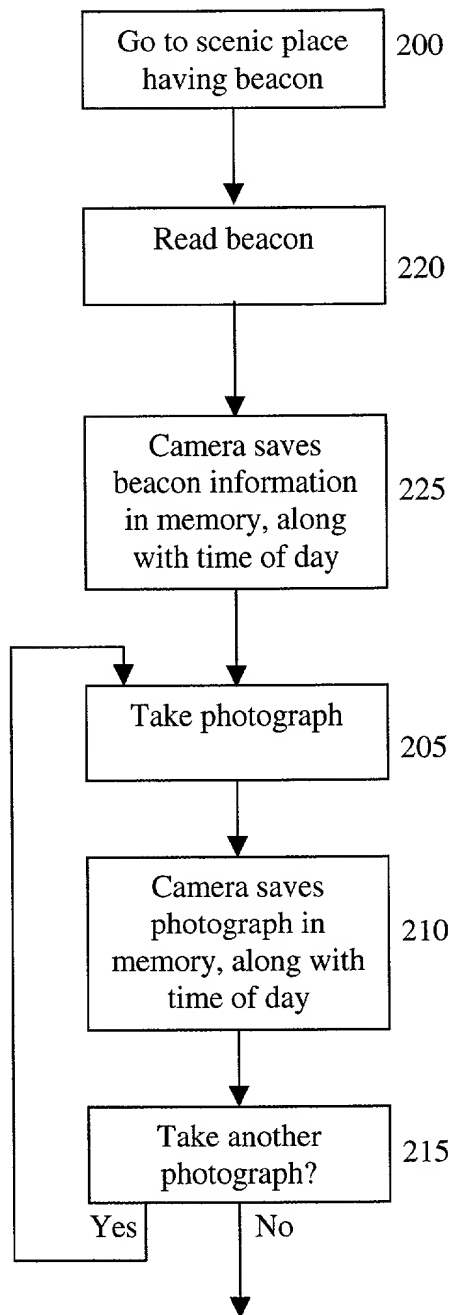 Go to scenic place
having beacon
200
Read beacon
220
Camera saves
beacon information
in memory, along
with time of day
225
Take photograph
205
Camera saves
photograph in
memory, along with
time of day
210
Take another
photograph?
215
Yes
No